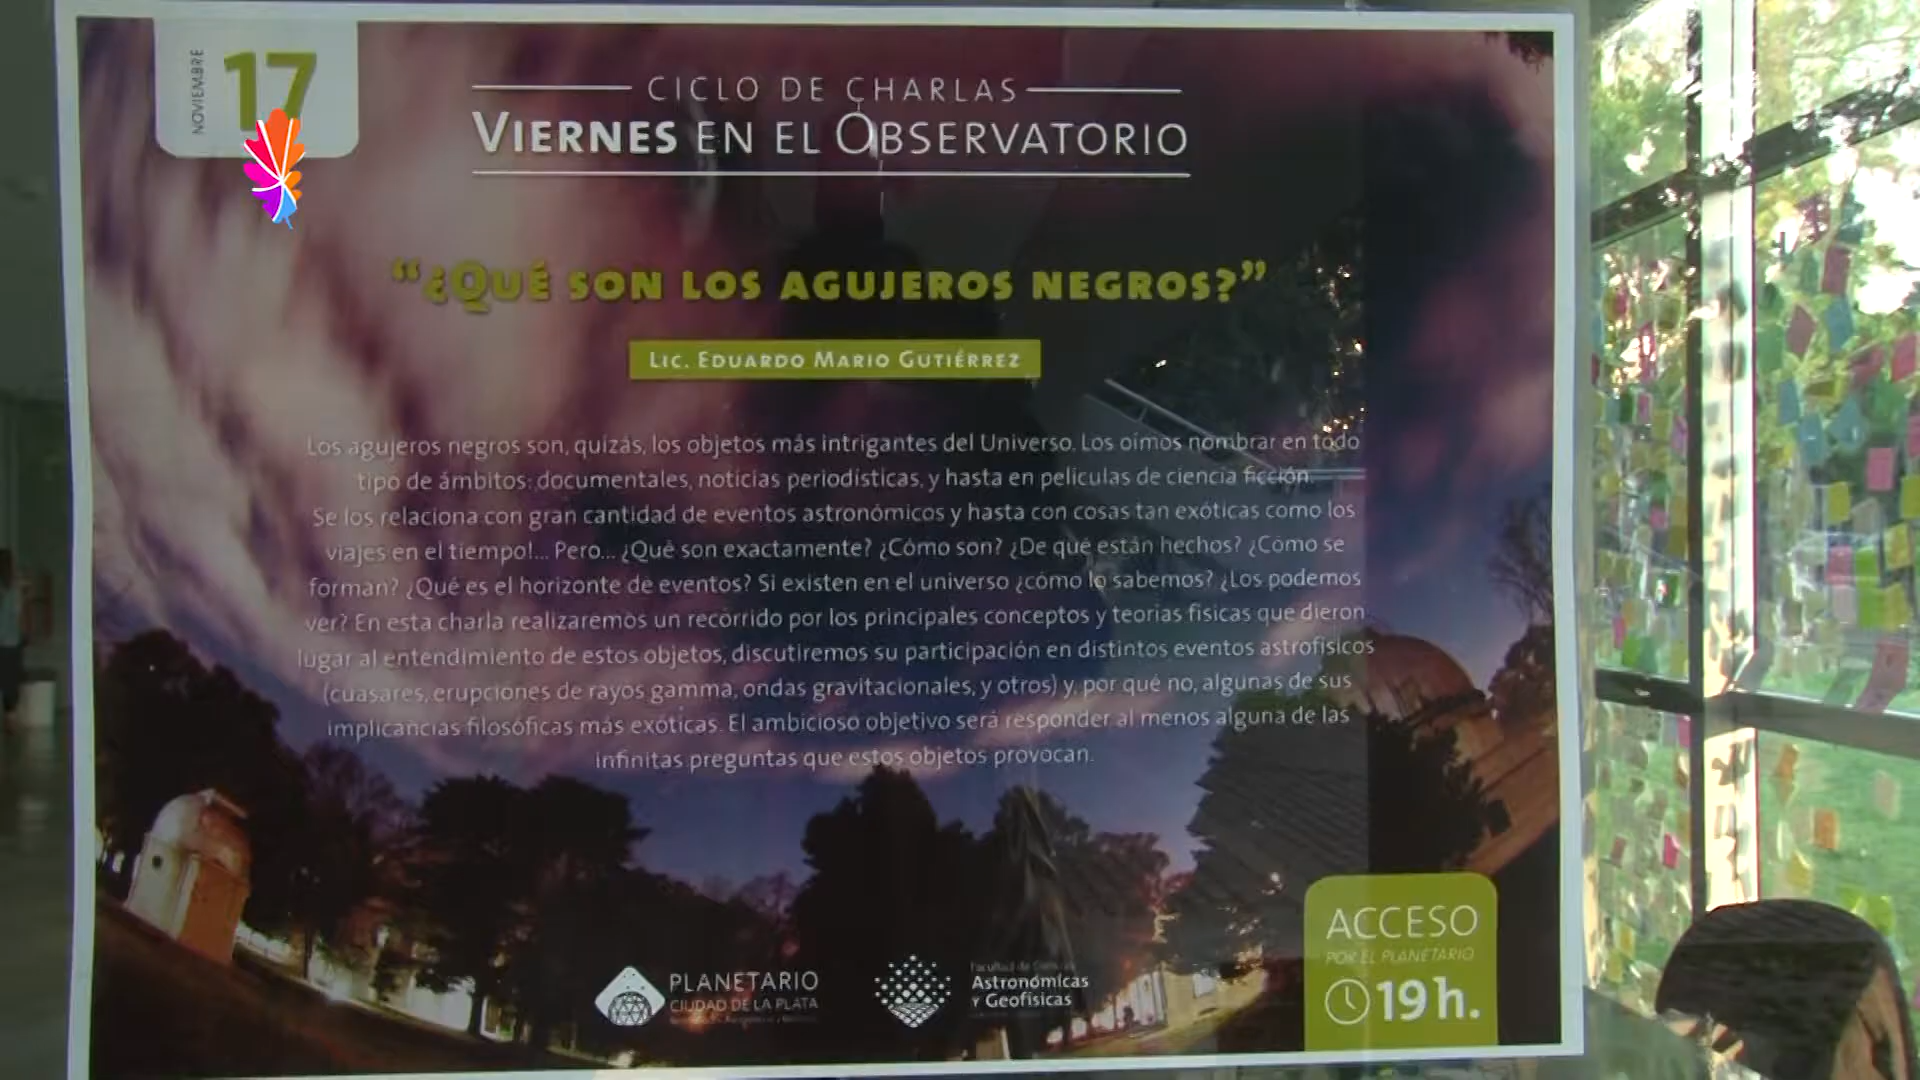 NOVIEMBRE
17
CICLO DE CHARLAS
VIERNES EN EL OBSERVATORIO
“¿QUÉ SON LOS AGUJEROS NEGROS?”
LIC. EDUARDO MARIO GUTIÉRREZ
Los agujeros negros son, quizás, los objetos más intrigantes del Universo. Los oímos nombrar en todo
tipo de ámbitos: documentales, noticias periodísticas, y hasta en películas de ciencia ficción.
Se los relaciona con gran cantidad de eventos astronómicos y hasta con cosas tan exóticas como los
viajes en el tiempo!... Pero... ¿Qué son exactamente? ¿Cómo son? ¿De qué están hechos? ¿Cómo se
forman? ¿Qué es el horizonte de eventos? Si existen en el universo ¿cómo lo sabemos? ¿Los podemos
ver? En esta charla realizaremos un recorrido por los principales conceptos y teorías físicas que dieron
lugar al entendimiento de estos objetos, discutiremos su participación en distintos eventos astrofísicos
(cuasares, erupciones de rayos gamma, ondas gravitacionales, y otros) y, por qué no, algunas de sus
implicancias filosóficas más exóticas. El ambicioso objetivo será responder al menos alguna de las
infinitas preguntas que estos objetos provocan.
PLANETARIO
CIUDAD DE LA PLATA
Facultad de Ciencias
Astronómicas
y Geofísicas
ACCESO
POR EL PLANETARIO
19 h.